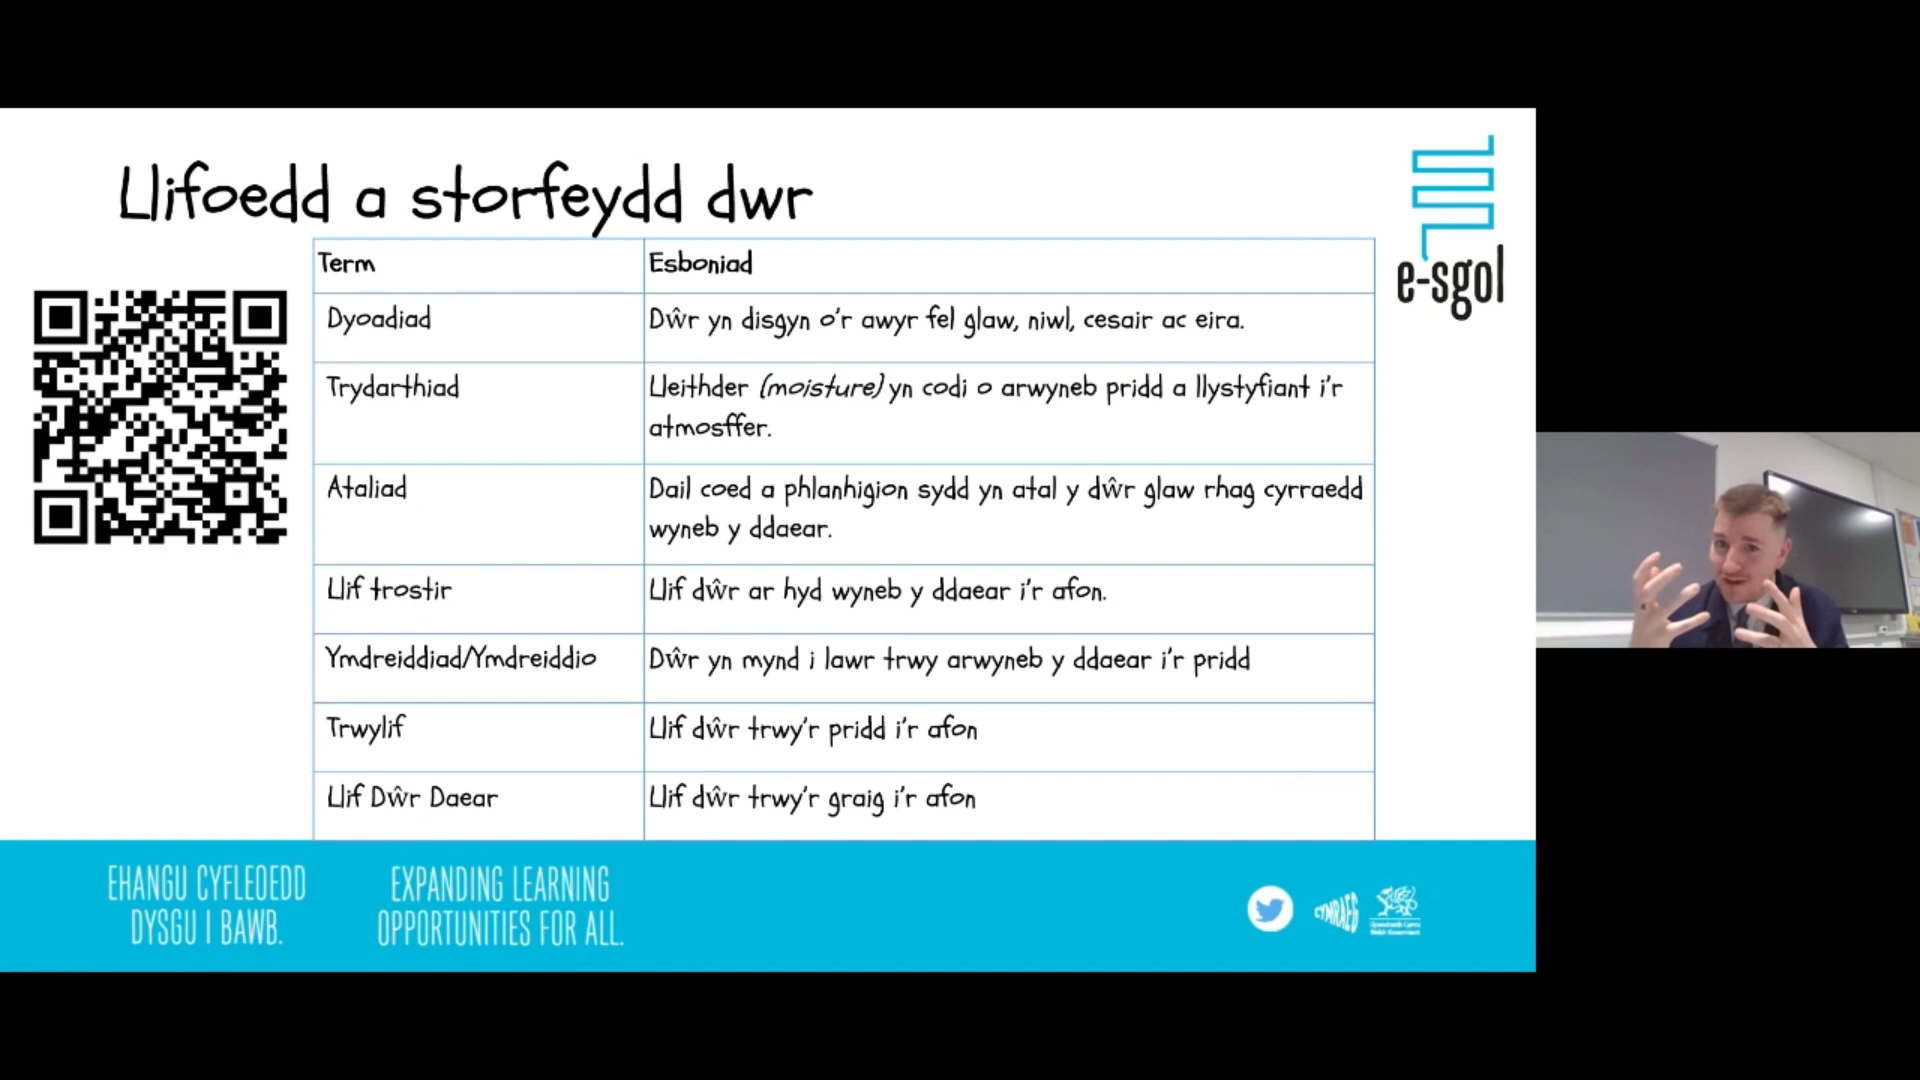 Llifoedd a storfeydd dwr
e-sgol
Term Esboniad
Dyoadiad Dŵr yn disgyn o'r awyr fel glaw, niwl, cesair ac eira.
Trydarthiad Lleithder (moisture) yn codi o arwyneb pridd a llystyfiant i'r
atmosffer.
Ataliad Dail coed a phlanhigion sydd yn atal y dŵr glaw rhag cyrraedd
wyneb y ddaear.
Llif trostir Llif dŵr ar hyd wyneb y ddaear i'r afon.
Ymdreiddiad/Ymdreiddio Dŵr yn mynd i lawr trwy arwyneb y ddaear i'r pridd
Trwylif Llif dŵr trwy'r pridd i'r afon
Llif Dŵr Daear Llif dŵr trwy'r graig i'r afon
EHANGU CYFLEOEDD
DYSGU I BAWB.
EXPANDING LEARNING
OPPORTUNITIES FOR ALL.
CYMRAEG
Llywodraeth Cymru
Welsh Government